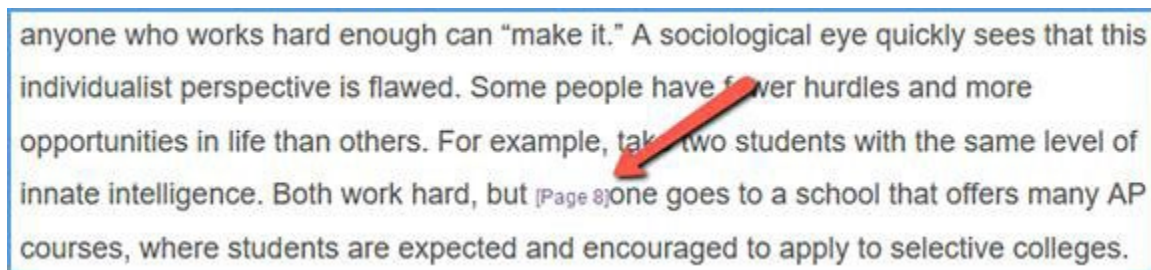 anyone who works hard enough can “make it.” A sociological eye quickly sees that this
individualist perspective is flawed. Some people have fewer hurdles and more
opportunities in life than others. For example, take two students with the same level of
innate intelligence. Both work hard, but [Page 8]one goes to a school that offers many AP
courses, where students are expected and encouraged to apply to selective colleges.